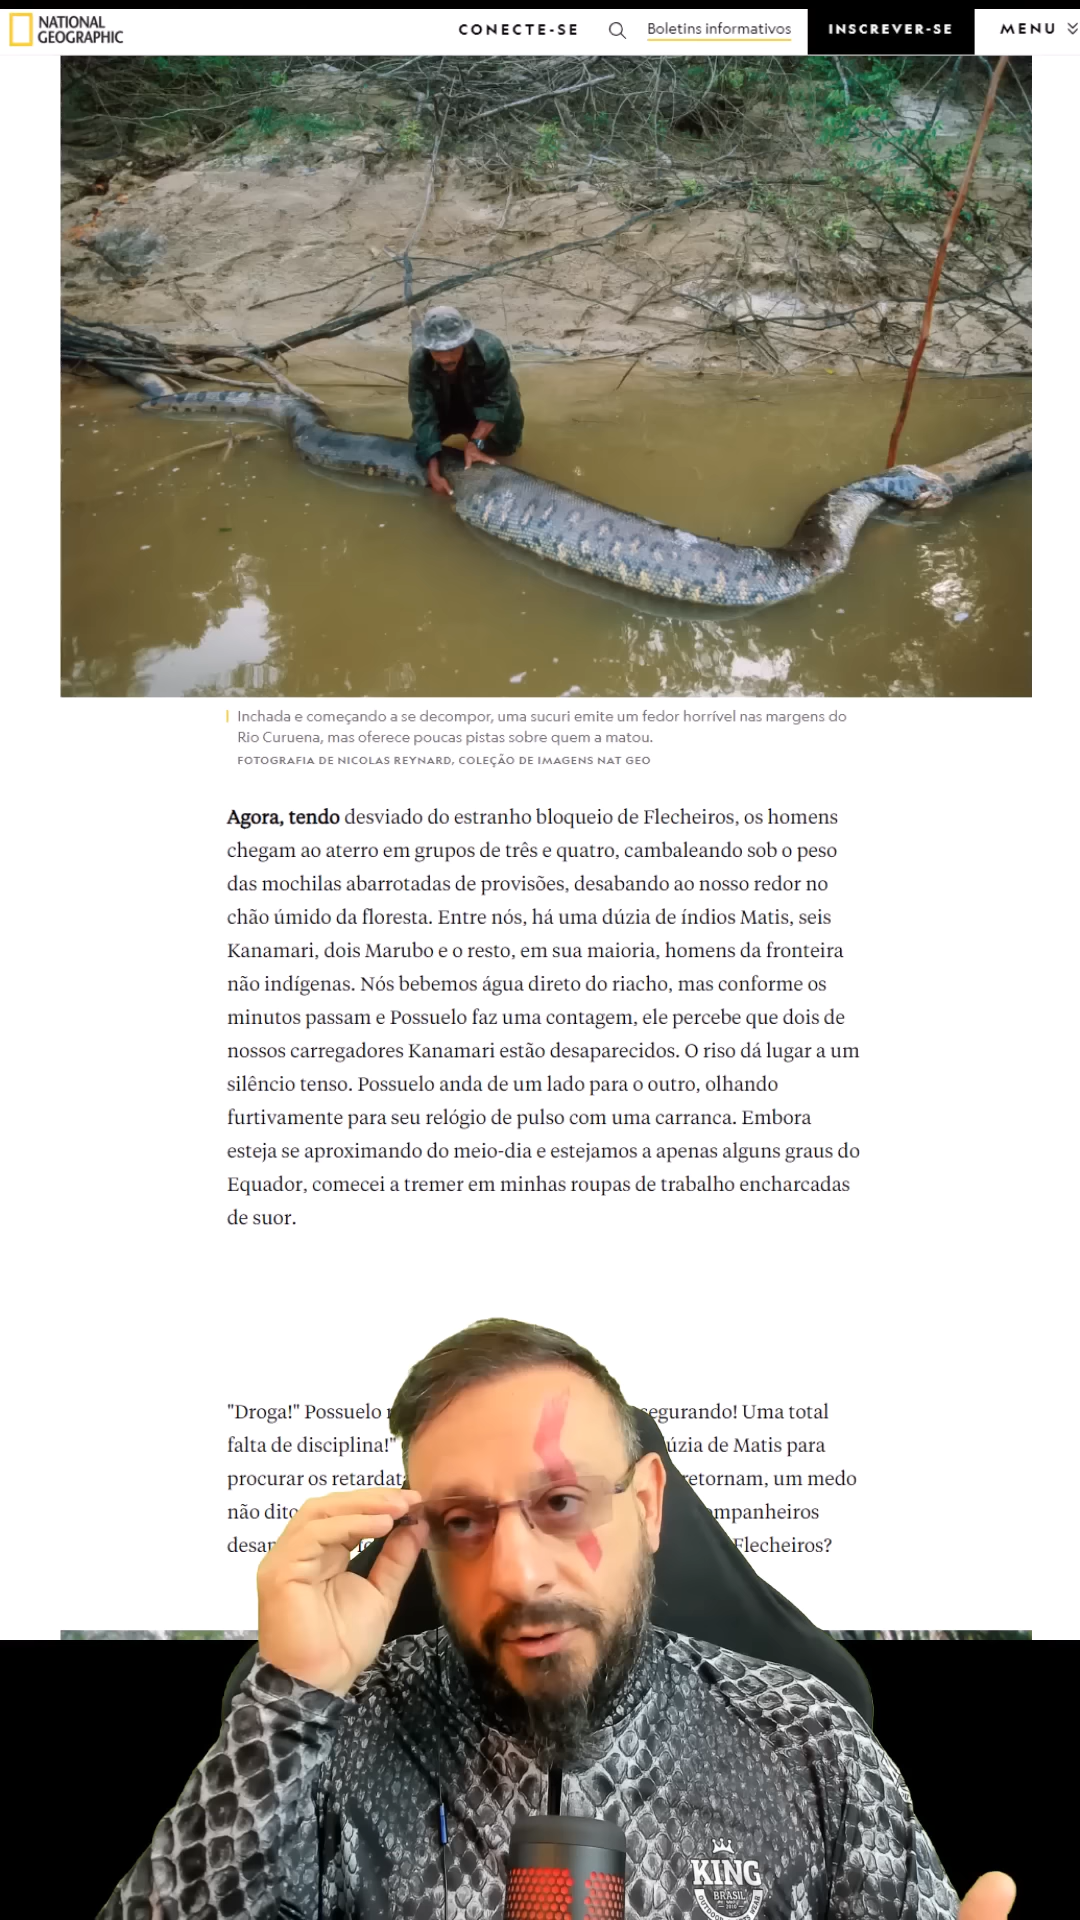 NATIONAL
GEOGRAPHIC
CONECTE-SE
Boletins informativos
INSCREVER-SE
MENU
Inchada e começando a se decompor, uma sucuri emite um fedor horrível nas margens do
Rio Curuena, mas oferece poucas pistas sobre quem a matou.
FOTOGRAFIA DE NICOLAS REYNARD, COLEÇÃO DE IMAGENS NAT GEO
Agora, tendo desviado do estranho bloqueio de Flecheiros, os homens
chegam ao aterro em grupos de três e quatro, cambaleando sob o peso
das mochilas abarrotadas de provisões, desabando ao nosso redor no
chão úmido da floresta. Entre nós, há uma dúzia de índios Matis, seis
Kanamari, dois Marubo e o resto, em sua maioria, homens da fronteira
não indígenas. Nós bebemos água direto do riacho, mas conforme os
minutos passam e Possuelo faz uma contagem, ele percebe que dois de
nossos carregadores Kanamari estão desaparecidos. O riso dá lugar a um
silêncio tenso. Possuelo anda de um lado para o outro, olhando
furtivamente para seu relógio de pulso com uma carranca. Embora
esteja se aproximando do meio-dia e estejamos a apenas alguns graus do
Equador, comecei a tremer em minhas roupas de trabalho encharcadas
de suor.
"Droga!" Possuelo segurando! Uma total
falta de disciplina!" úzia de Matis para
procurar os retardat retornam, um medo
não dito ompanheiros
desap Flecheiros?
KING
BRASIL